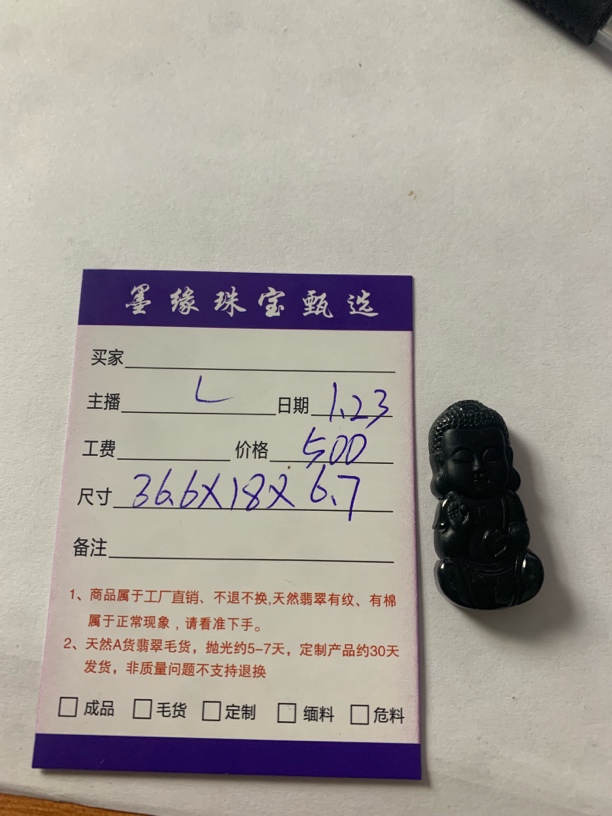 墨缘珠宝甄选
买家
主播 L 日期 1.23
工费 价格 500
尺寸 36.6X18X6.7
备注
1、商品属于工厂直销、不退不换,天然翡翠有纹、有棉
属于正常现象，请看准下手。
2、天然A货翡翠毛货，抛光约5-7天，定制产品约30天
发货，非质量问题不支持退换
成品 毛货 定制 缅料 危料